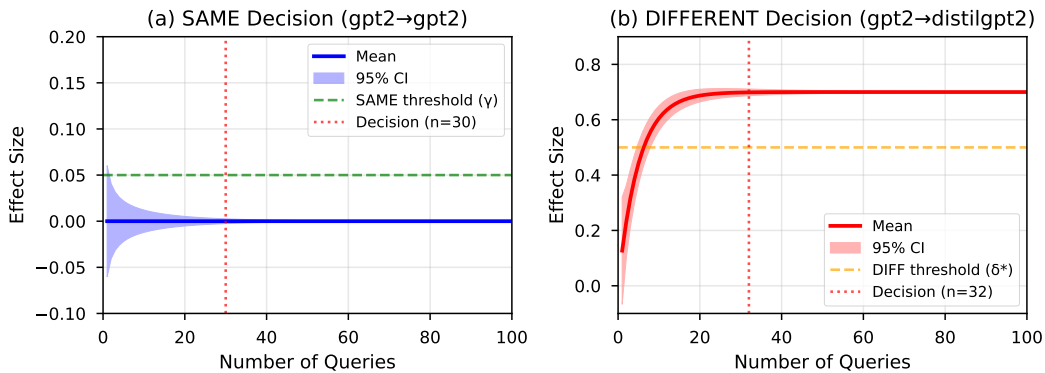 (a) SAME Decision (gpt2→gpt2)
Effect Size
0.20
0.15
0.10
0.05
0.00
−0.05
−0.10
Mean
95% CI
SAME threshold (γ)
Decision (n=30)
0
20
40
60
80
100
Number of Queries
(b) DIFFERENT Decision (gpt2→distilgpt2)
Effect Size
0.8
0.6
0.4
0.2
0.0
Mean
95% CI
DIFF threshold (δ*)
Decision (n=32)
0
20
40
60
80
100
Number of Queries